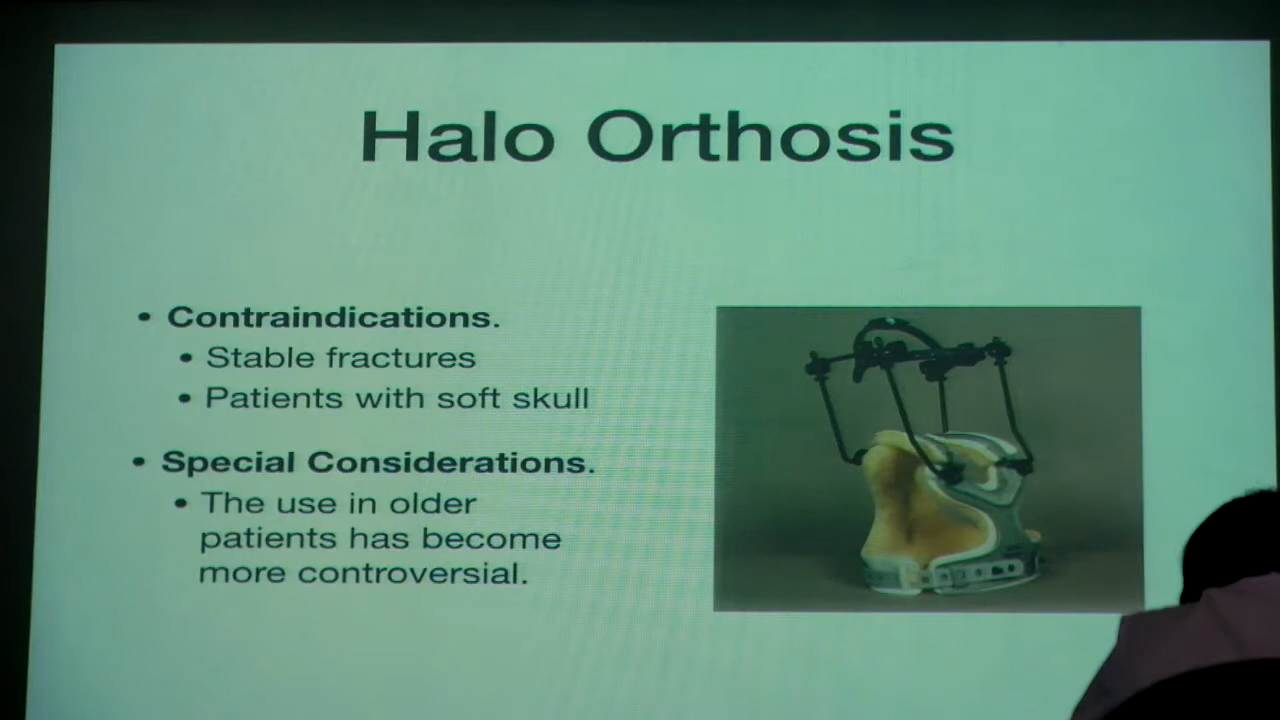 Halo Orthosis
• Contraindications.
• Stable fractures
• Patients with soft skull
• Special Considerations.
• The use in older
patients has become
more controversial.